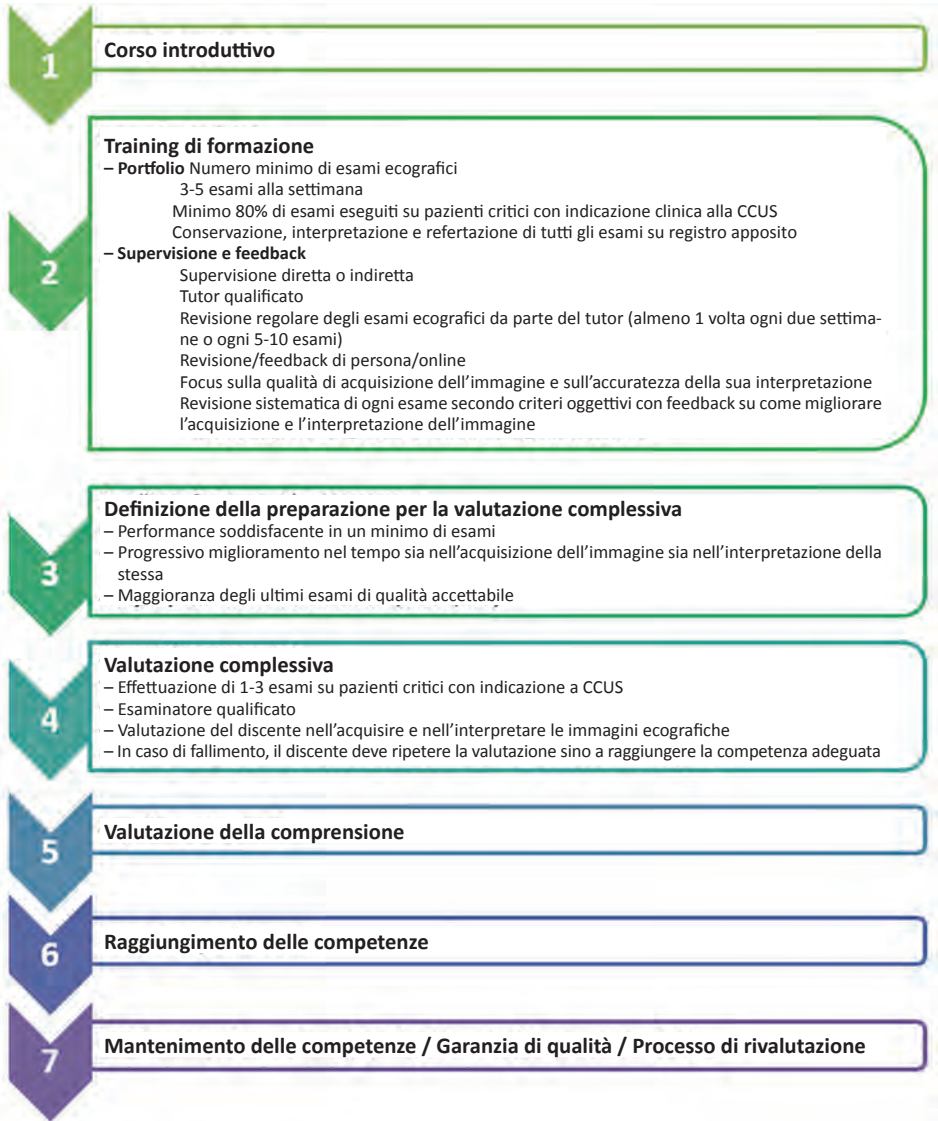 1
Corso introduttivo
2
Training di formazione
– Portfolio Numero minimo di esami ecografici
3-5 esami alla settimana
Minimo 80% di esami eseguiti su pazienti critici con indicazione clinica alla CCUS
Conservazione, interpretazione e refertazione di tutti gli esami su registro apposito
– Supervisione e feedback
Supervisione diretta o indiretta
Tutor qualificato
Revisione regolare degli esami ecografici da parte del tutor (almeno 1 volta ogni due settima-
ne o ogni 5-10 esami)
Revisione/feedback di persona/online
Focus sulla qualità di acquisizione dell’immagine e sull’accuratezza della sua interpretazione
Revisione sistematica di ogni esame secondo criteri oggettivi con feedback su come migliorare
l’acquisizione e l’interpretazione dell’immagine
3
Definizione della preparazione per la valutazione complessiva
– Performance soddisfacente in un minimo di esami
– Progressivo miglioramento nel tempo sia nell’acquisizione dell’immagine sia nell’interpretazione della
stessa
– Maggioranza degli ultimi esami di qualità accettabile
4
Valutazione complessiva
– Effettuazione di 1-3 esami su pazienti critici con indicazione a CCUS
– Esaminatore qualificato
– Valutazione del discente nell’acquisire e nell’interpretare le immagini ecografiche
– In caso di fallimento, il discente deve ripetere la valutazione sino a raggiungere la competenza adeguata
5
Valutazione della comprensione
6
Raggiungimento delle competenze
7
Mantenimento delle competenze / Garanzia di qualità / Processo di rivalutazione